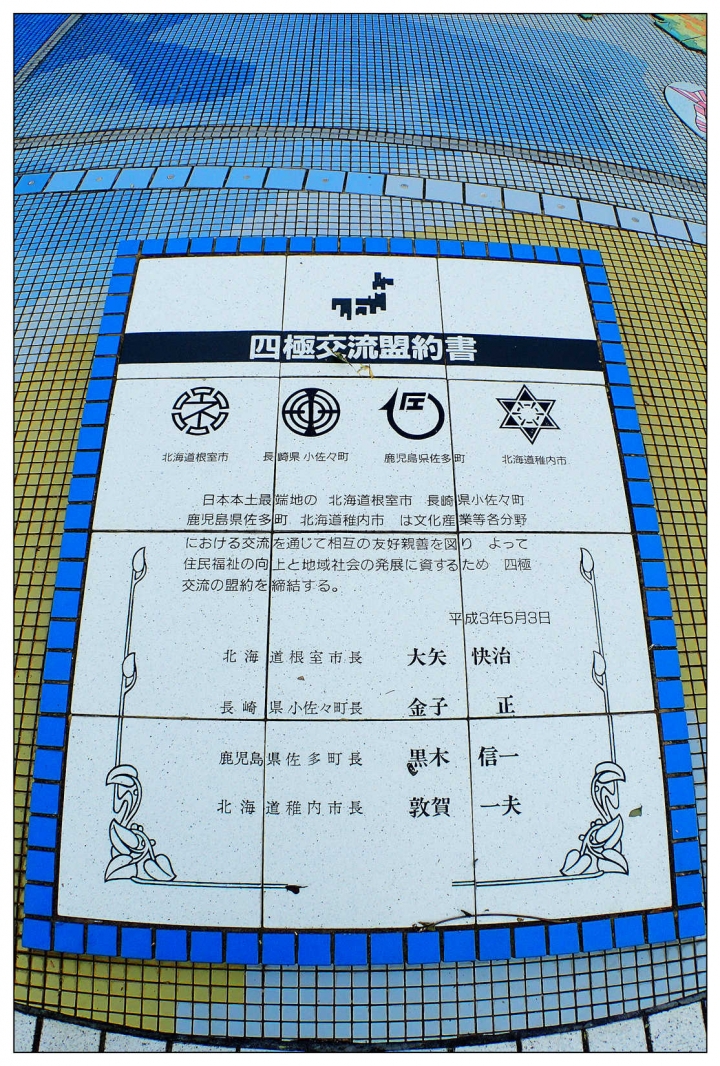 四極交流盟約書
北海道根室市 長崎県小佐々町 鹿児島県佐多町 北海道稚内市
日本本土最端地の 北海道根室市 長崎県小佐々町
鹿児島県佐多町 北海道稚内市 は文化産業等各分野
における交流を通じて相互の友好親善を図り よって
住民福祉の向上と地域社会の発展に資するため 四極
交流の盟約を締結する。
平成3年5月3日
北海道根室市長 大矢 快治
長崎県小佐々町長 金子 正
鹿児島県佐多町長 黒木 信一
北海道稚内市長 敦賀 一夫